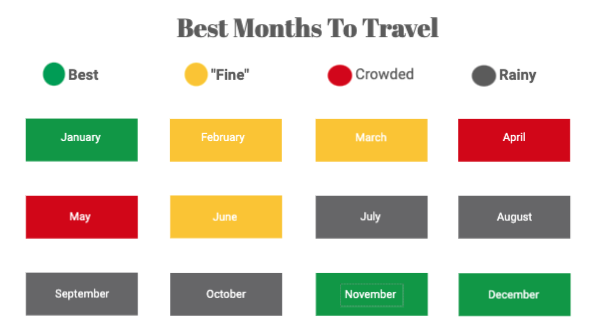 Best Months To Travel
Best "Fine" Crowded Rainy
January February March April
May June July August
September October November December